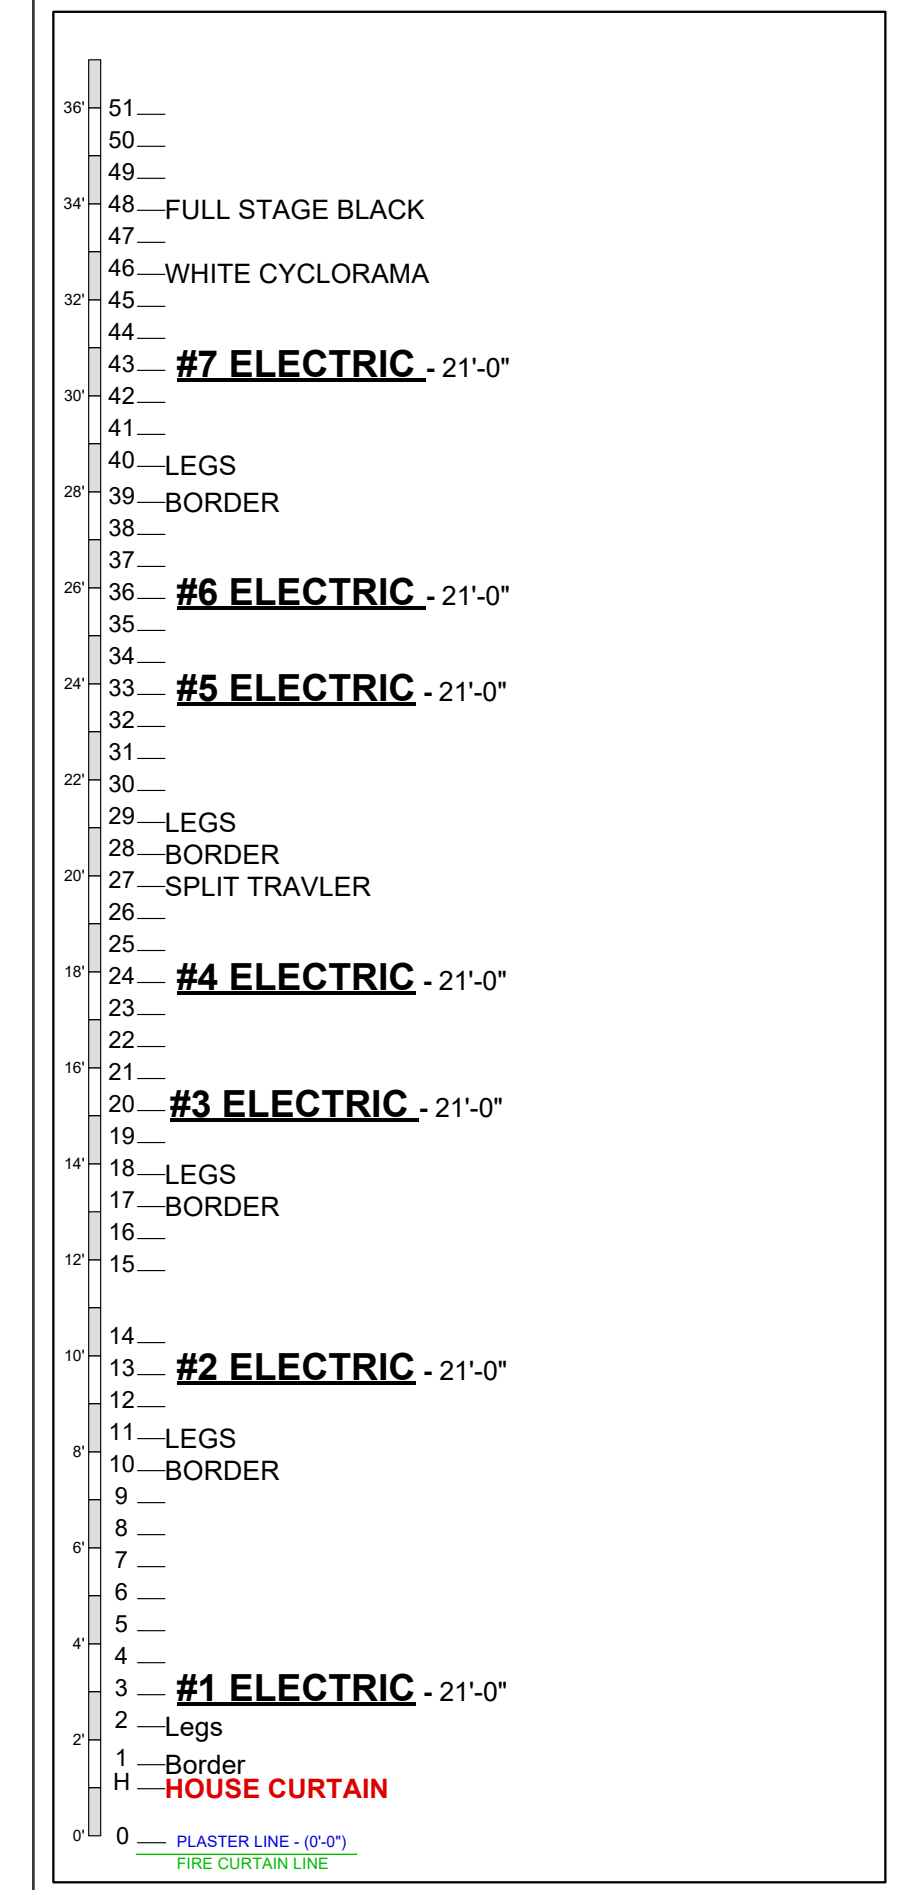 36' 51
50
49
34' 48 FULL STAGE BLACK
47
46 WHITE CYCLORAMA
32' 45
44
43 #7 ELECTRIC - 21'-0"
30' 42
41
40 LEGS
28' 39 BORDER
38
37
26' 36 #6 ELECTRIC - 21'-0"
35
34
24' 33 #5 ELECTRIC - 21'-0"
32
31
22' 30
29 LEGS
28 BORDER
20' 27 SPLIT TRAVLER
26
25
18' 24 #4 ELECTRIC - 21'-0"
23
22
16' 21
20 #3 ELECTRIC - 21'-0"
19
14' 18 LEGS
17 BORDER
16
12' 15
14
10' 13 #2 ELECTRIC - 21'-0"
12
11 LEGS
8' 10 BORDER
9
8
6' 7
6
5
4' 4
3 #1 ELECTRIC - 21'-0"
2 Legs
2' 1 Border
H HOUSE CURTAIN
0' 0 PLASTER LINE - (0'-0")
FIRE CURTAIN LINE